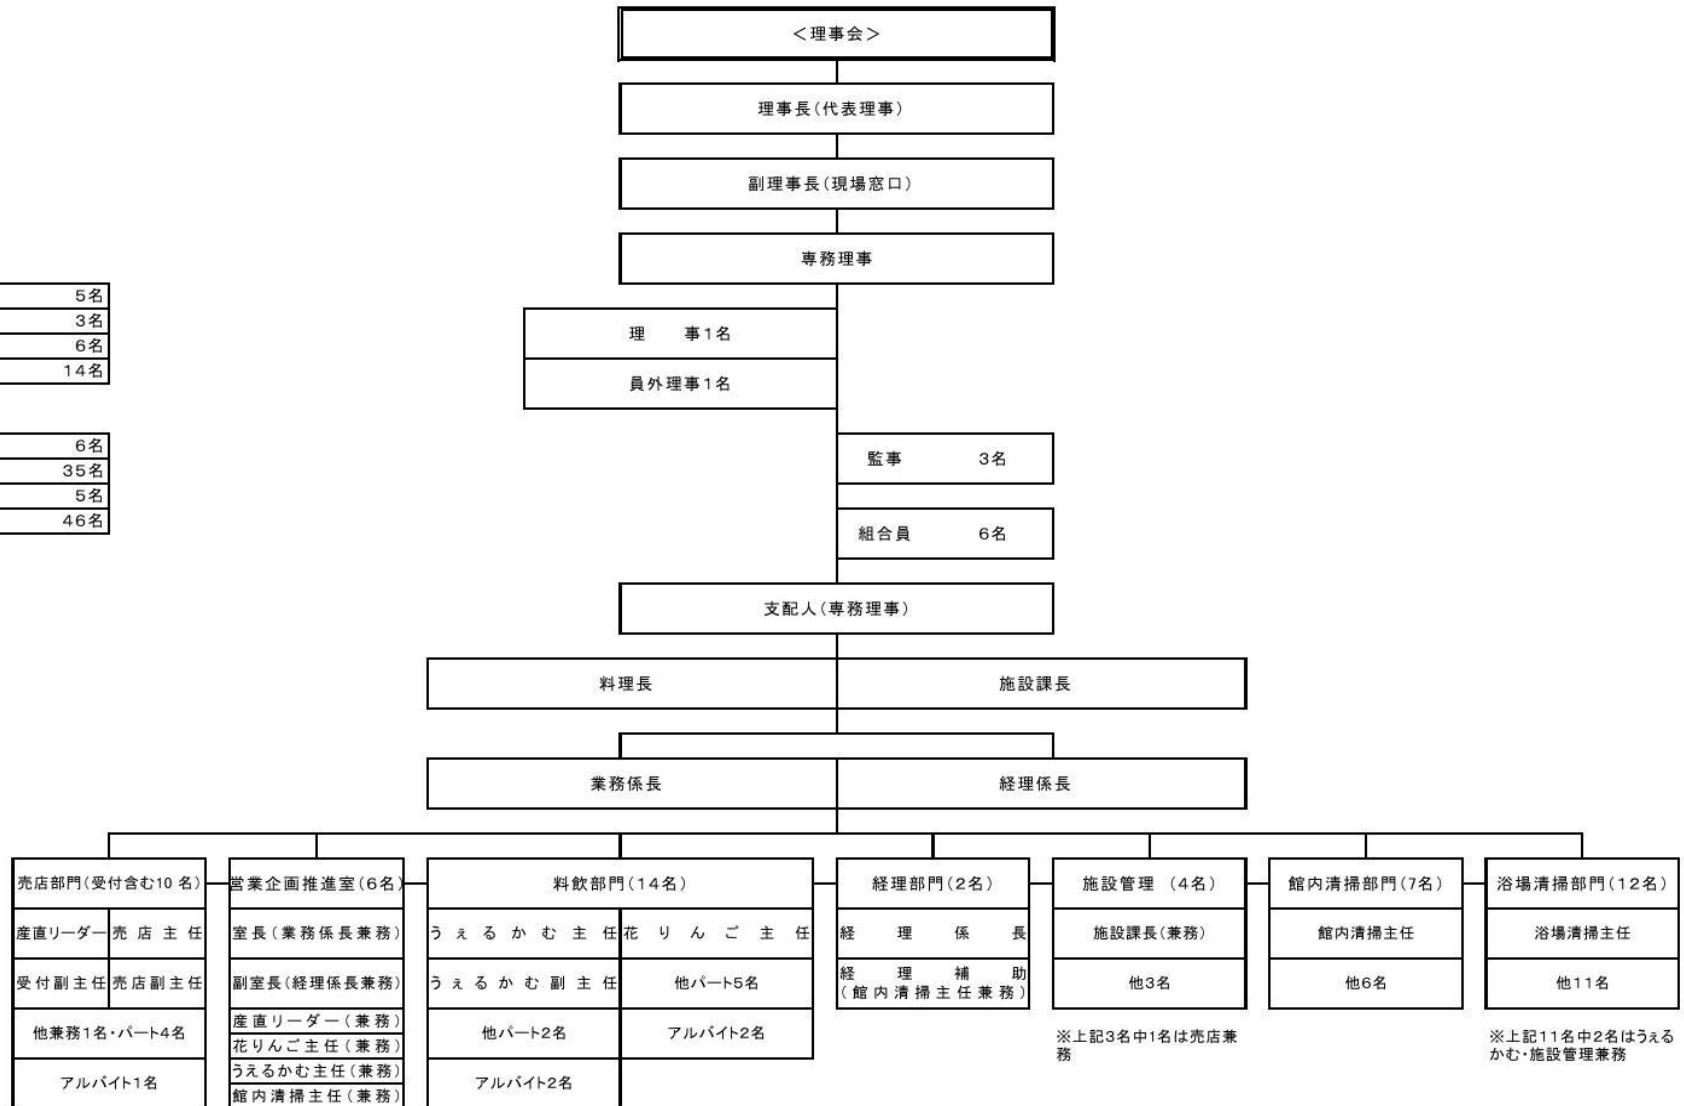 ＜理事会＞
理事長(代表理事)
副理事長(現場窓口)
専務理事
5名
3名
6名
14名
理　事1名
員外理事1名
6名
35名
5名
46名
監事　3名
組合員　6名
支配人(専務理事)
料理長
施設課長
業務係長
経理係長
売店部門(受付含む10 名)
産直リーダー
売店主任
受付副主任
売店副主任
他兼務1名・パート4名
アルバイト1名
営業企画推進室(6名)
室長(業務係長兼務)
副室長(経理係長兼務)
産直リーダー(兼務)
花りんご主任(兼務)
うえるかむ主任(兼務)
館内清掃主任(兼務)
料飲部門(14名)
うぇるかむ主任
花りんご主任
うぇるかむ副主任
他パート5名
他パート2名
アルバイト2名
アルバイト2名
経理部門(2名)
経理係長
経理補助
(館内清掃主任兼務)
施設管理 (4名)
施設課長(兼務)
他3名
※上記3名中1名は売店兼
務
館内清掃部門(7名)
館内清掃主任
他6名
浴場清掃部門(12名)
浴場清掃主任
他11名
※上記11名中2名はうぇる
かむ・施設管理兼務